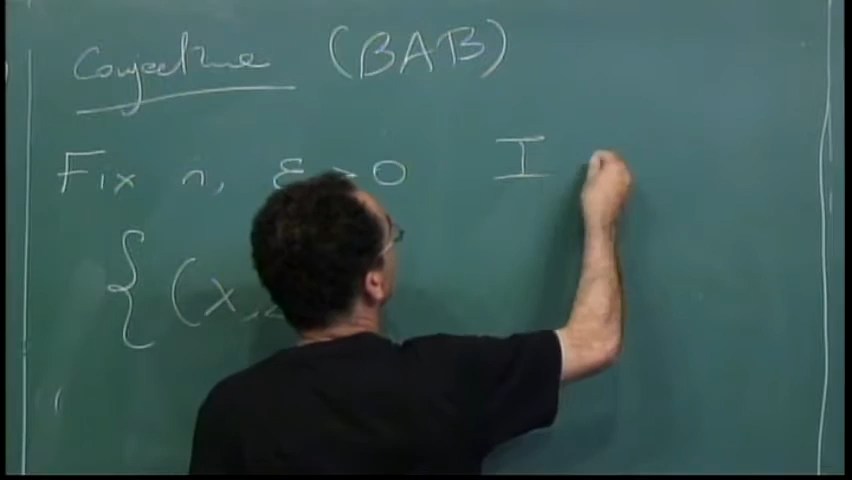 Conjecture (BAB)
Fix n, ε > 0 I
{ (X,